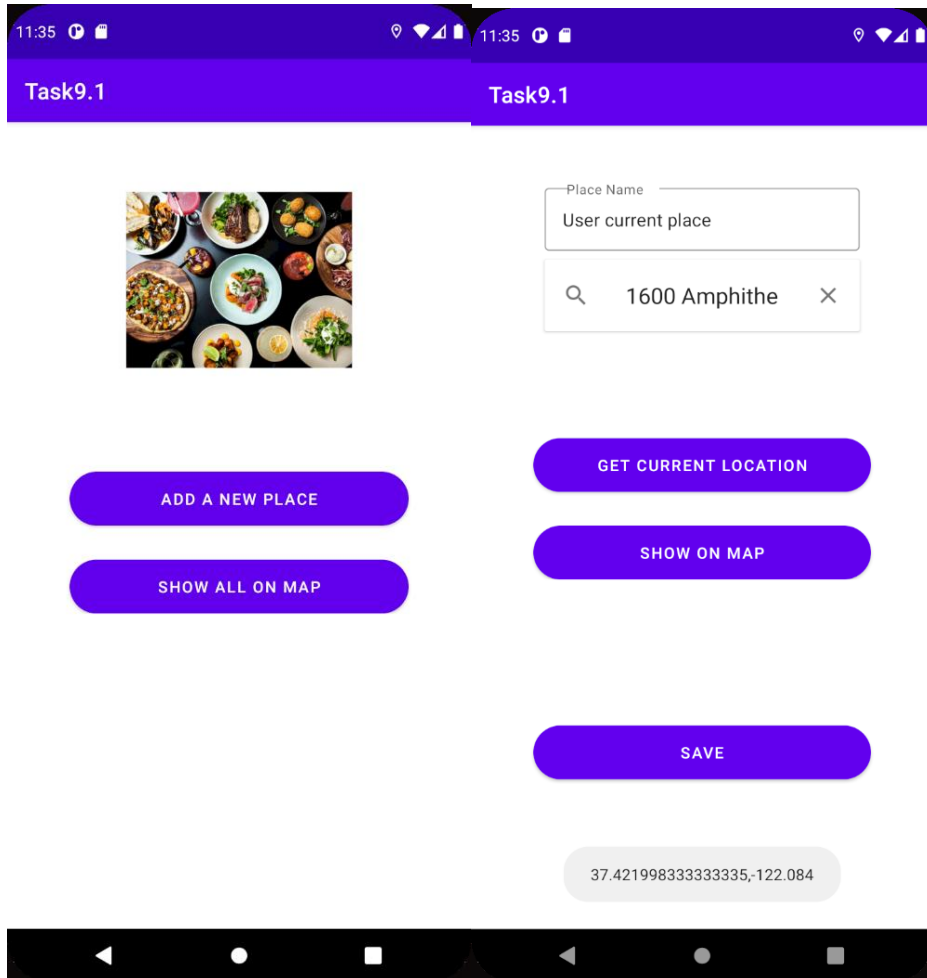 11:35
Task9.1
ADD A NEW PLACE
SHOW ALL ON MAP
11:35
Task9.1
Place Name
User current place
1600 Amphithe
GET CURRENT LOCATION
SHOW ON MAP
SAVE
37.421998333333335,-122.084